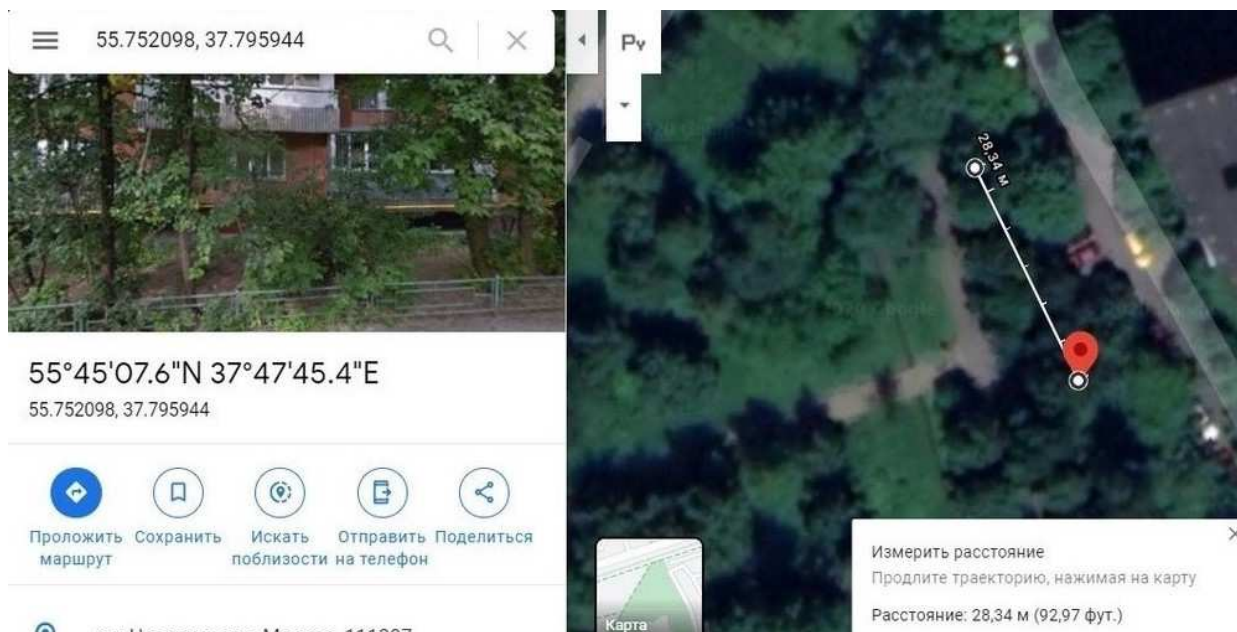 55.752098, 37.795944
Ру
28,34 м
55°45'07.6"N 37°47'45.4"E
55.752098, 37.795944
Проложить маршрут
Сохранить
Искать поблизости
Отправить на телефон
Поделиться
Москва, 111397
Карта
Измерить расстояние
Продлите траекторию, нажимая на карту
Расстояние: 28,34 м (92,97 фут.)